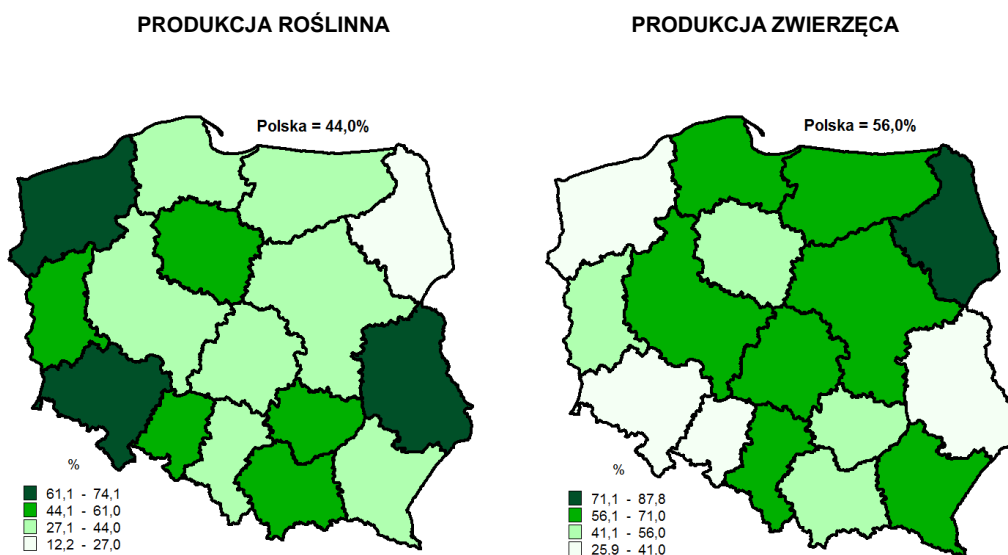 PRODUKCJA ROŚLINNA
Polska = 44,0%
%
61,1 - 74,1
44,1 - 61,0
27,1 - 44,0
12,2 - 27,0
PRODUKCJA ZWIERZĘCA
Polska = 56,0%
%
71,1 - 87,8
56,1 - 71,0
41,1 - 56,0
25,9 - 41,0